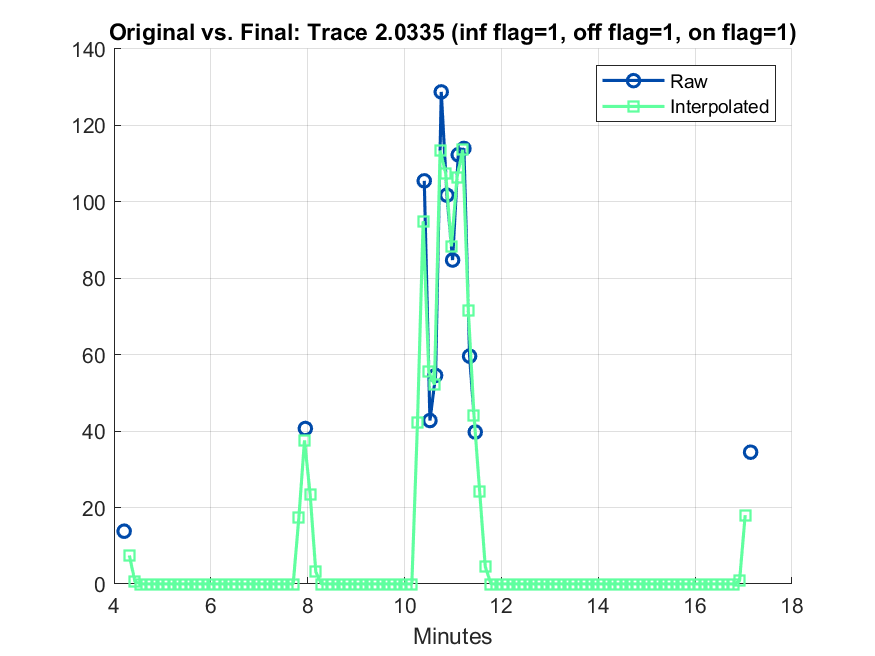 Original vs. Final: Trace 2.0335 (inf flag=1, off flag=1, on flag=1)
140
120
100
80
60
40
20
0
Raw
Interpolated
4 6 8 10 12 14 16 18
Minutes